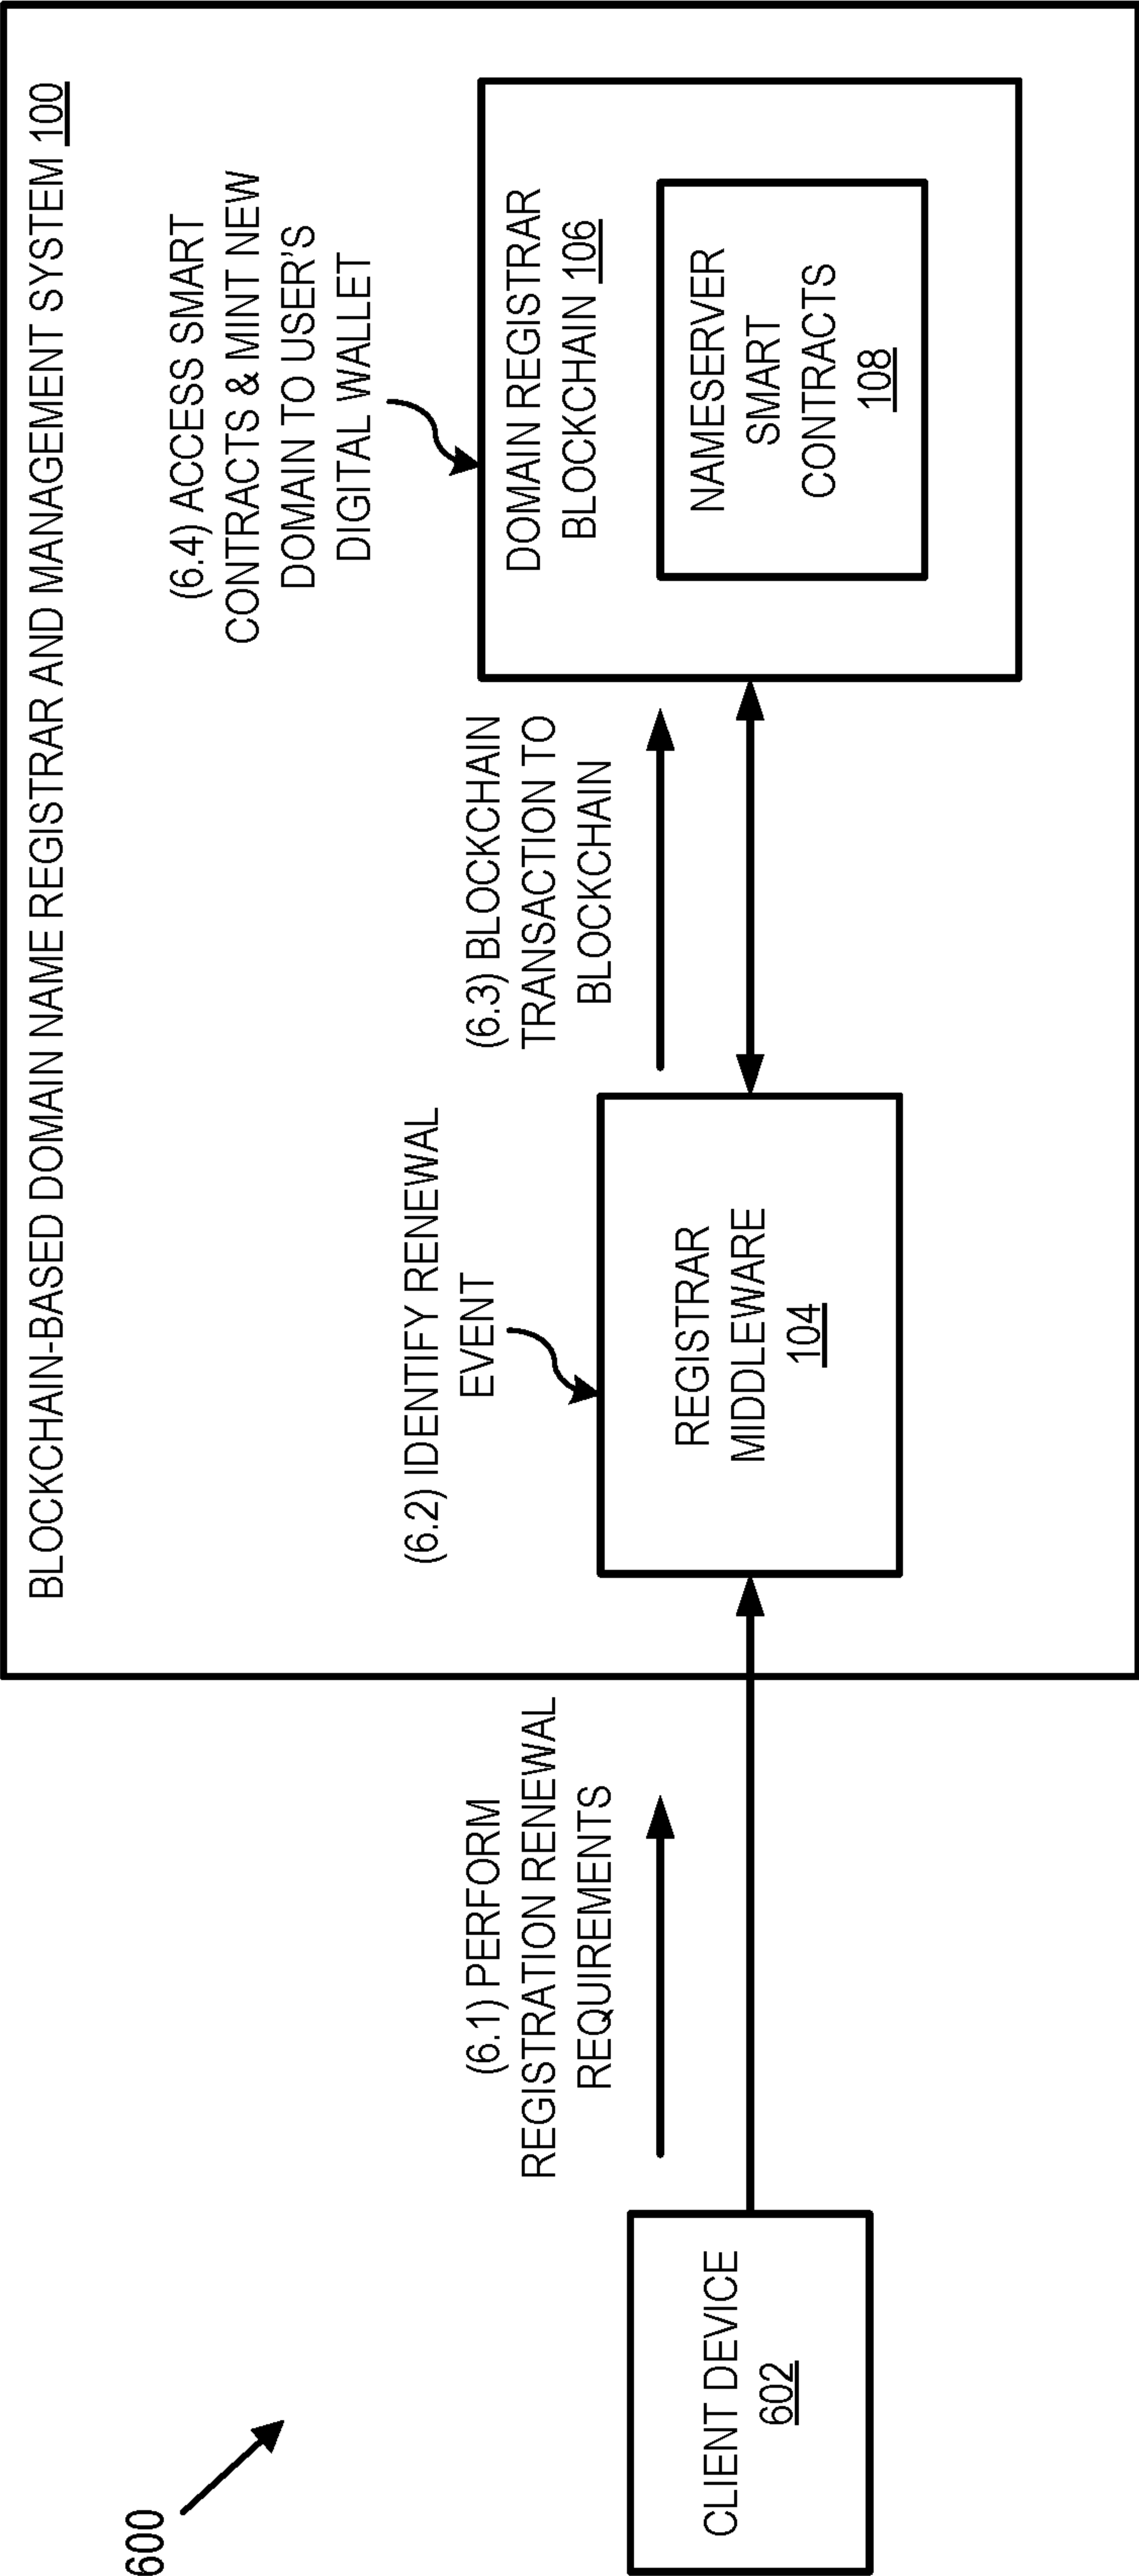 600
BLOCKCHAIN-BASED DOMAIN NAME REGISTRAR AND MANAGEMENT SYSTEM 100
(6.1) PERFORM
REGISTRATION RENEWAL
REQUIREMENTS
(6.2) IDENTIFY RENEWAL
EVENT
(6.3) BLOCKCHAIN
TRANSACTION TO
BLOCKCHAIN
(6.4) ACCESS SMART
CONTRACTS & MINT NEW
DOMAIN TO USER'S
DIGITAL WALLET
CLIENT DEVICE
602
REGISTRAR
MIDDLEWARE
104
DOMAIN REGISTRAR
BLOCKCHAIN 106
NAMESERVER
SMART
CONTRACTS
108